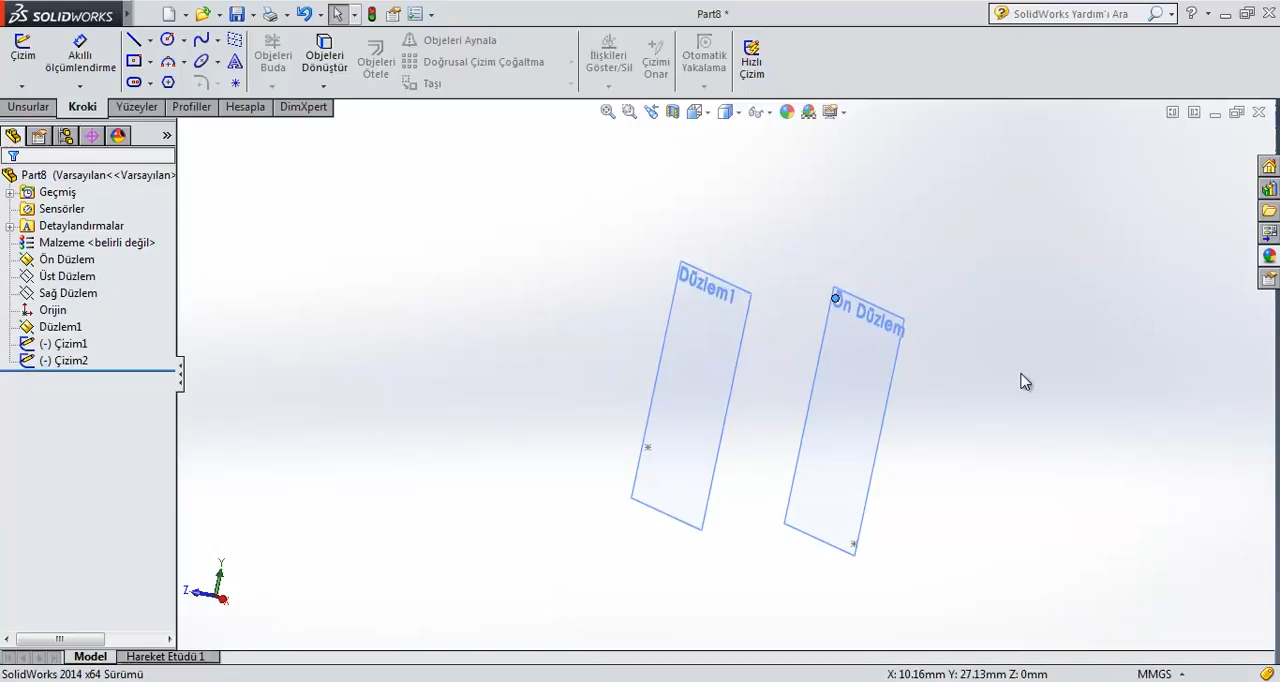 SOLIDWORKS
Part8 *
SolidWorks Yardım'ı Ara
Çizim
Akıllı
ölçümlendirme
Objeleri
Buda
Objeleri
Dönüştür
Objeleri
Ötele
Objeleri Aynala
Doğrusal Çizim Çoğaltma
Taşı
İlişkileri
Göster/Sil
Çizimi
Onar
Otomatik
Yakalama
Hızlı
Çizim
Unsurlar
Kroki
Yüzeyler
Profiller
Hesapla
DimXpert
Part8 (Varsayılan<<Varsayılan>
Geçmiş
Sensörler
Detaylandırmalar
Malzeme <belirli değil>
Ön Düzlem
Üst Düzlem
Sağ Düzlem
Orijin
Düzlem1
(-) Çizim1
(-) Çizim2
Düzlem1
Ön Düzlem
Y
Z
X
Model
Hareket Etüdü 1
SolidWorks 2014 x64 Sürümü
X: 10.16mm Y: 27.13mm Z: 0mm
MMGS